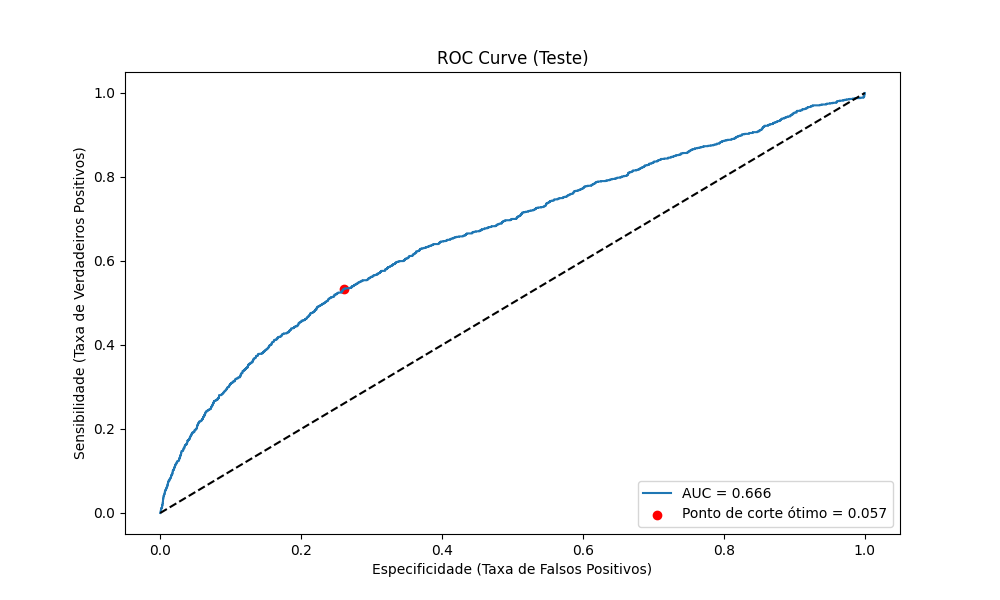 ROC Curve (Teste)
Sensibilidade (Taxa de Verdadeiros Positivos)
1.0
0.8
0.6
0.4
0.2
0.0
AUC = 0.666
Ponto de corte ótimo = 0.057
0.0 0.2 0.4 0.6 0.8 1.0
Especificidade (Taxa de Falsos Positivos)